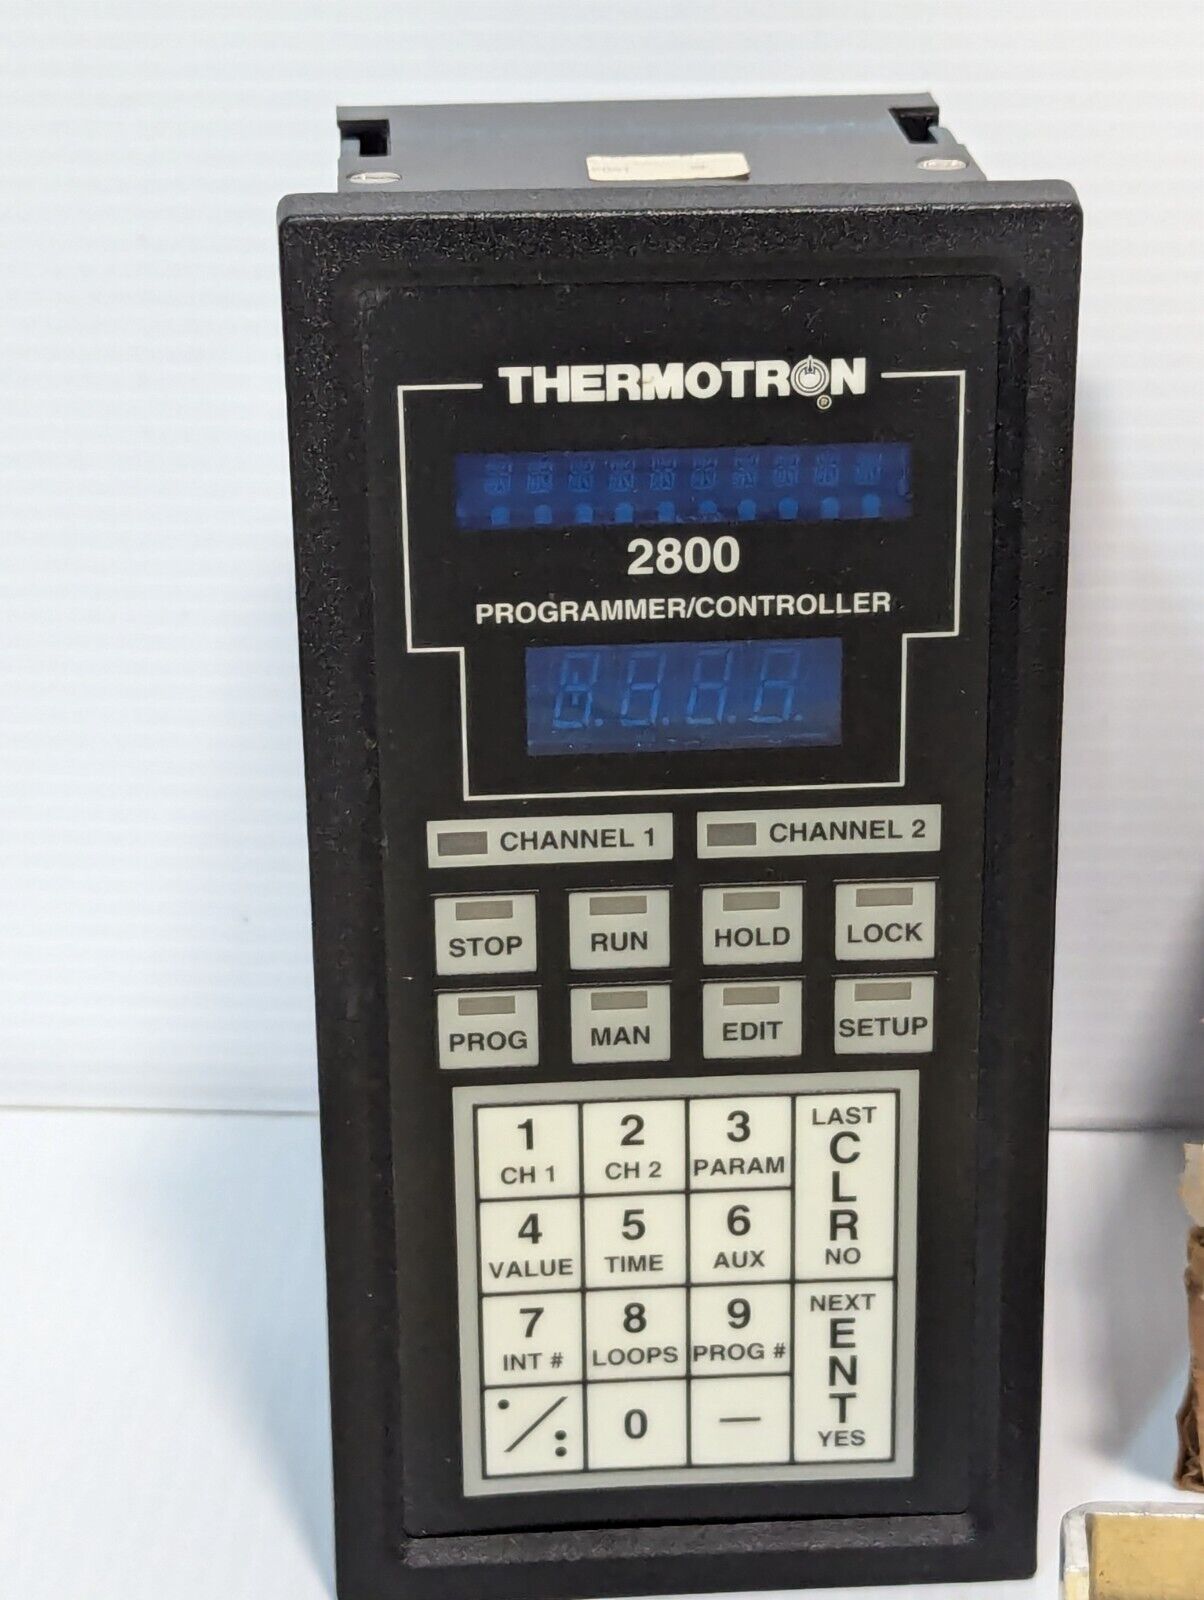 THERMOTRON
®
2800
PROGRAMMER/CONTROLLER
CHANNEL 1
CHANNEL 2
STOP
RUN
HOLD
LOCK
PROG
MAN
EDIT
SETUP
1
CH 1
2
CH 2
3
PARAM
LAST
CLR
NO
4
VALUE
5
TIME
6
AUX
7
INT #
8
LOOPS
9
PROG #
NEXT
ENT
YES
. / :
0
—